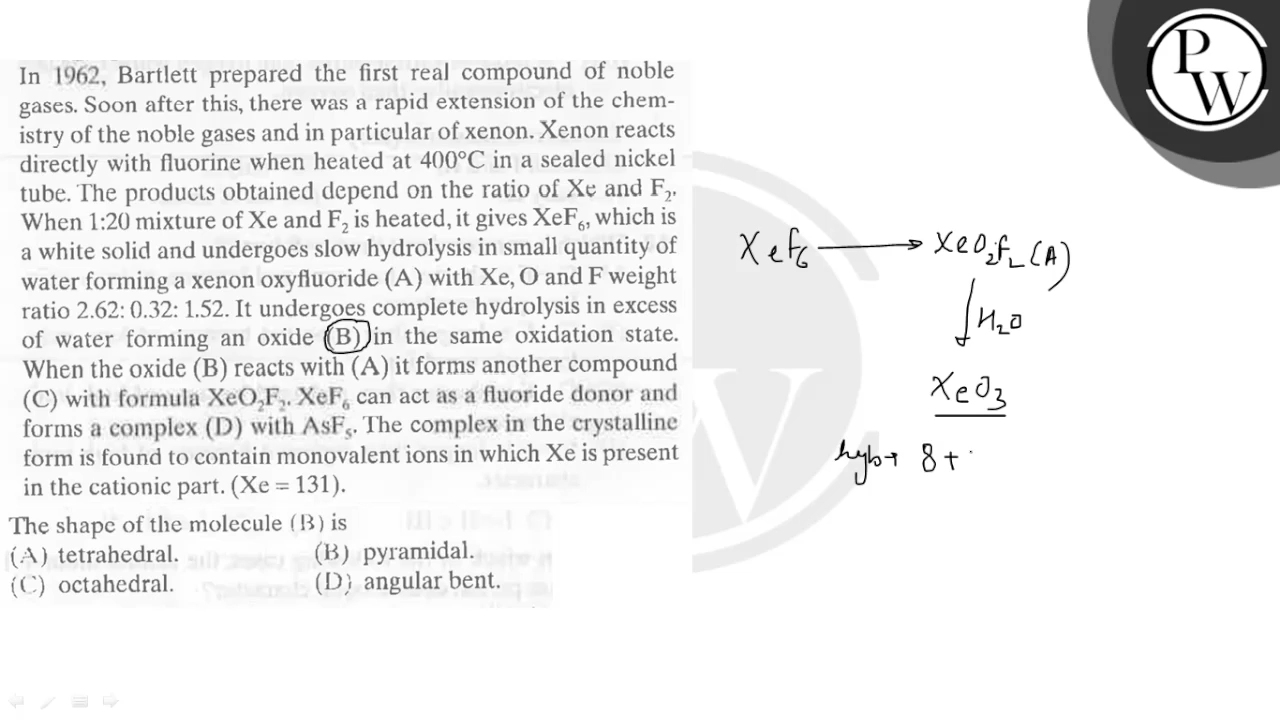 In 1962, Bartlett prepared the first real compound of noble
gases. Soon after this, there was a rapid extension of the chem-
istry of the noble gases and in particular of xenon. Xenon reacts
directly with fluorine when heated at 400°C in a sealed nickel
tube. The products obtained depend on the ratio of Xe and F₂.
When 1:20 mixture of Xe and F₂ is heated, it gives XeF₆, which is
a white solid and undergoes slow hydrolysis in small quantity of
water forming a xenon oxyfluoride (A) with Xe, O and F weight
ratio 2.62: 0.32: 1.52. It undergoes complete hydrolysis in excess
of water forming an oxide (B) in the same oxidation state.
When the oxide (B) reacts with (A) it forms another compound
(C) with formula XeO₂F₂. XeF₆ can act as a fluoride donor and
forms a complex (D) with AsF₅. The complex in the crystalline
form is found to contain monovalent ions in which Xe is present
in the cationic part. (Xe = 131).
The shape of the molecule (B) is
(A) tetrahedral. (B) pyramidal.
(C) octahedral. (D) angular bent.
P
W
XeF₆ → XeO₂F₂ (A)
↓ H₂O
XeO₃
hyb → 8 +